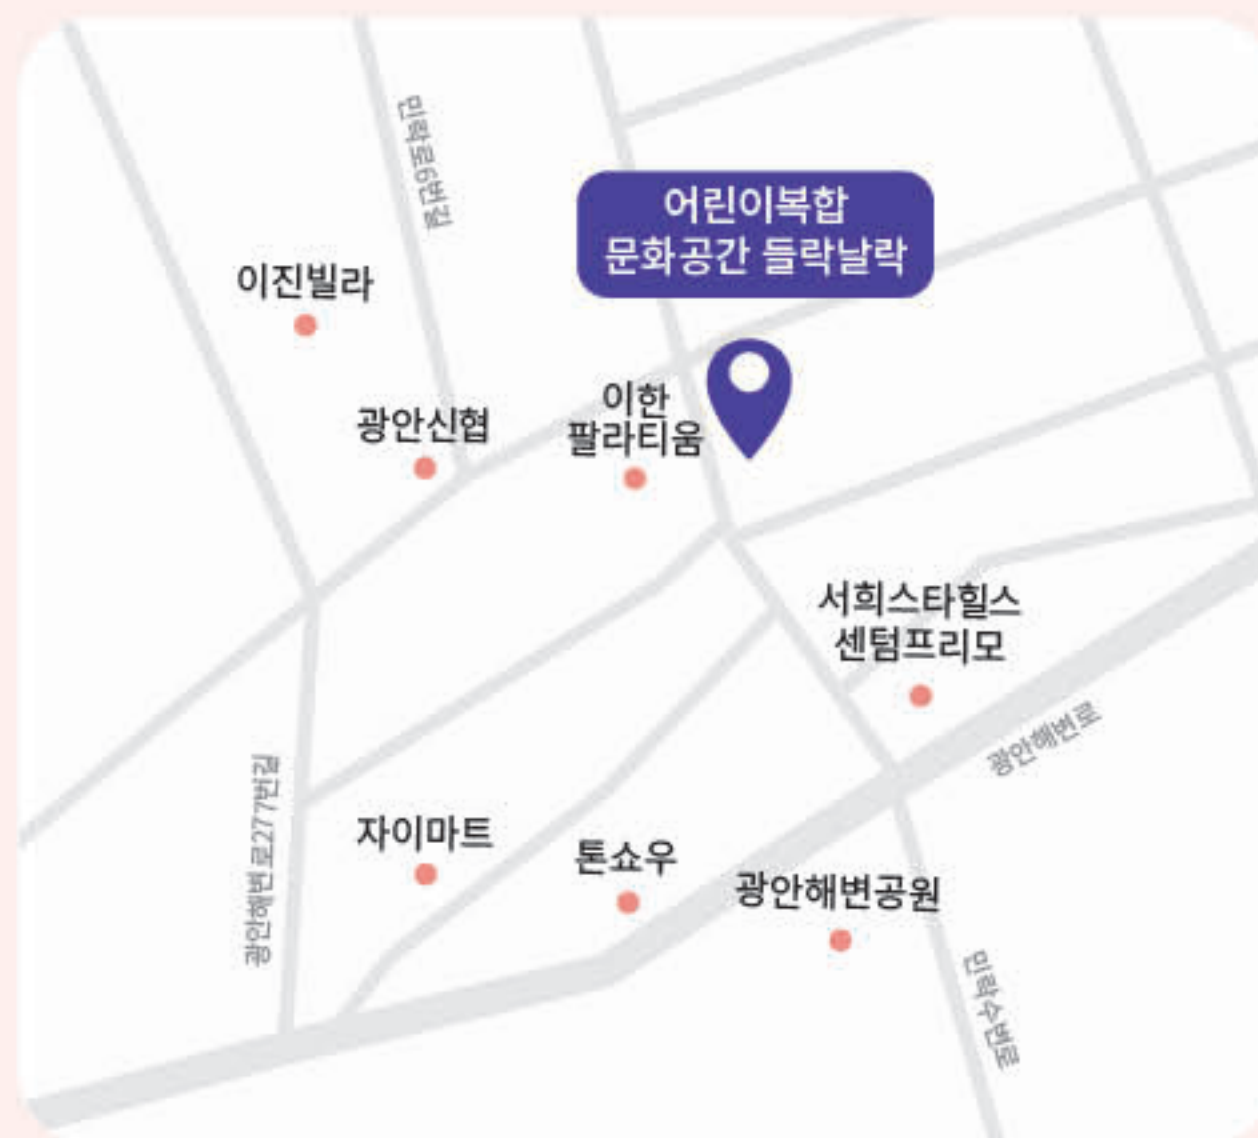 민락로6번길
어린이복합
문화공간 들락날락
이진빌라
이한
팔라티움
광안신협
서희스타힐스
센텀프리모
광안해변로
광안해변로277번길
자이마트
톤쇼우
광안해변공원
민락수변로